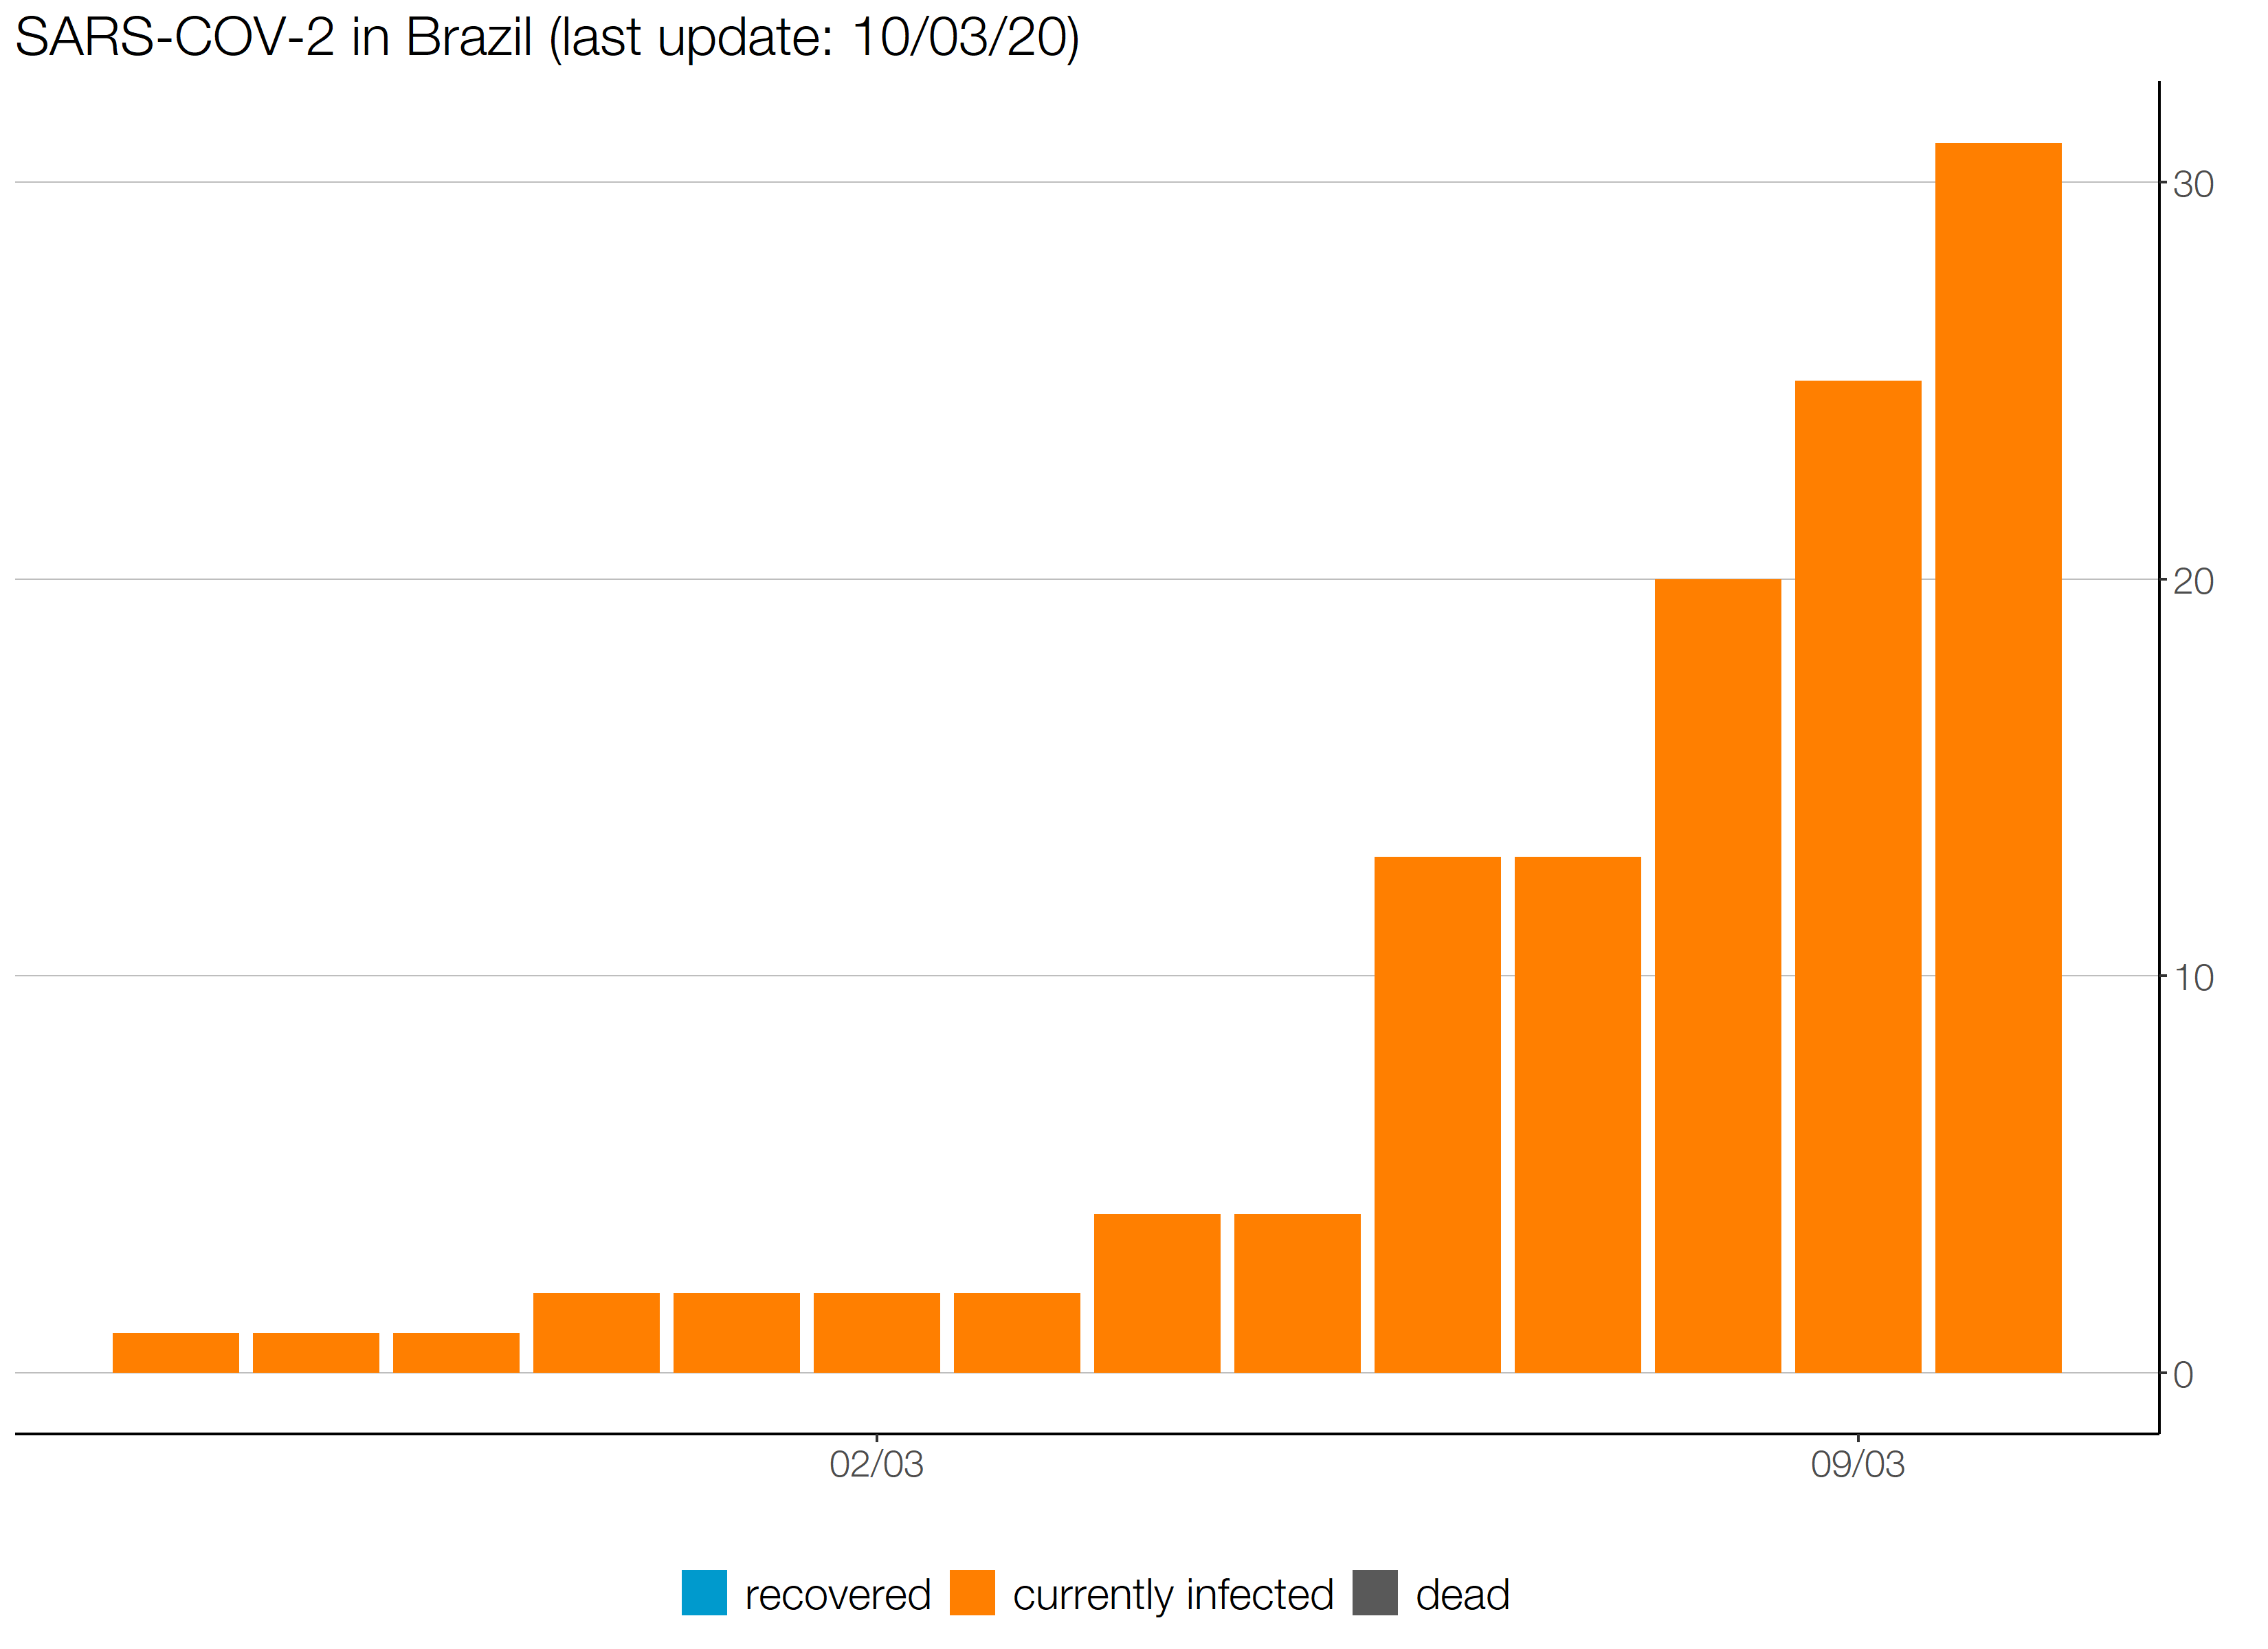 SARS-COV-2 in Brazil (last update: 10/03/20)
30
20
10
0
02/03 09/03
recovered currently infected dead